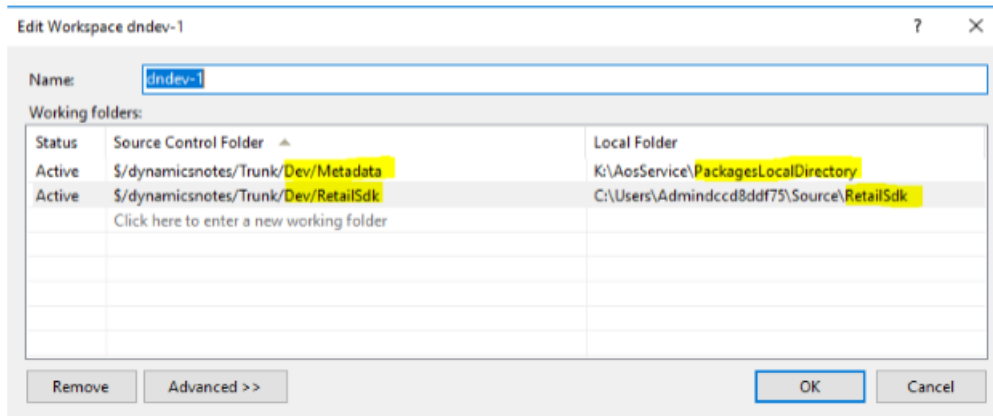 Edit Workspace dndev-1 ? ×
Name: dndev-1
Working folders:
Status Source Control Folder Local Folder
Active $/dynamicsnotes/Trunk/Dev/Metadata K:\AosService\PackagesLocalDirectory
Active $/dynamicsnotes/Trunk/Dev/RetailSdk C:\Users\Admindccd8ddf75\Source\RetailSdk
Click here to enter a new working folder
Remove Advanced >> OK Cancel